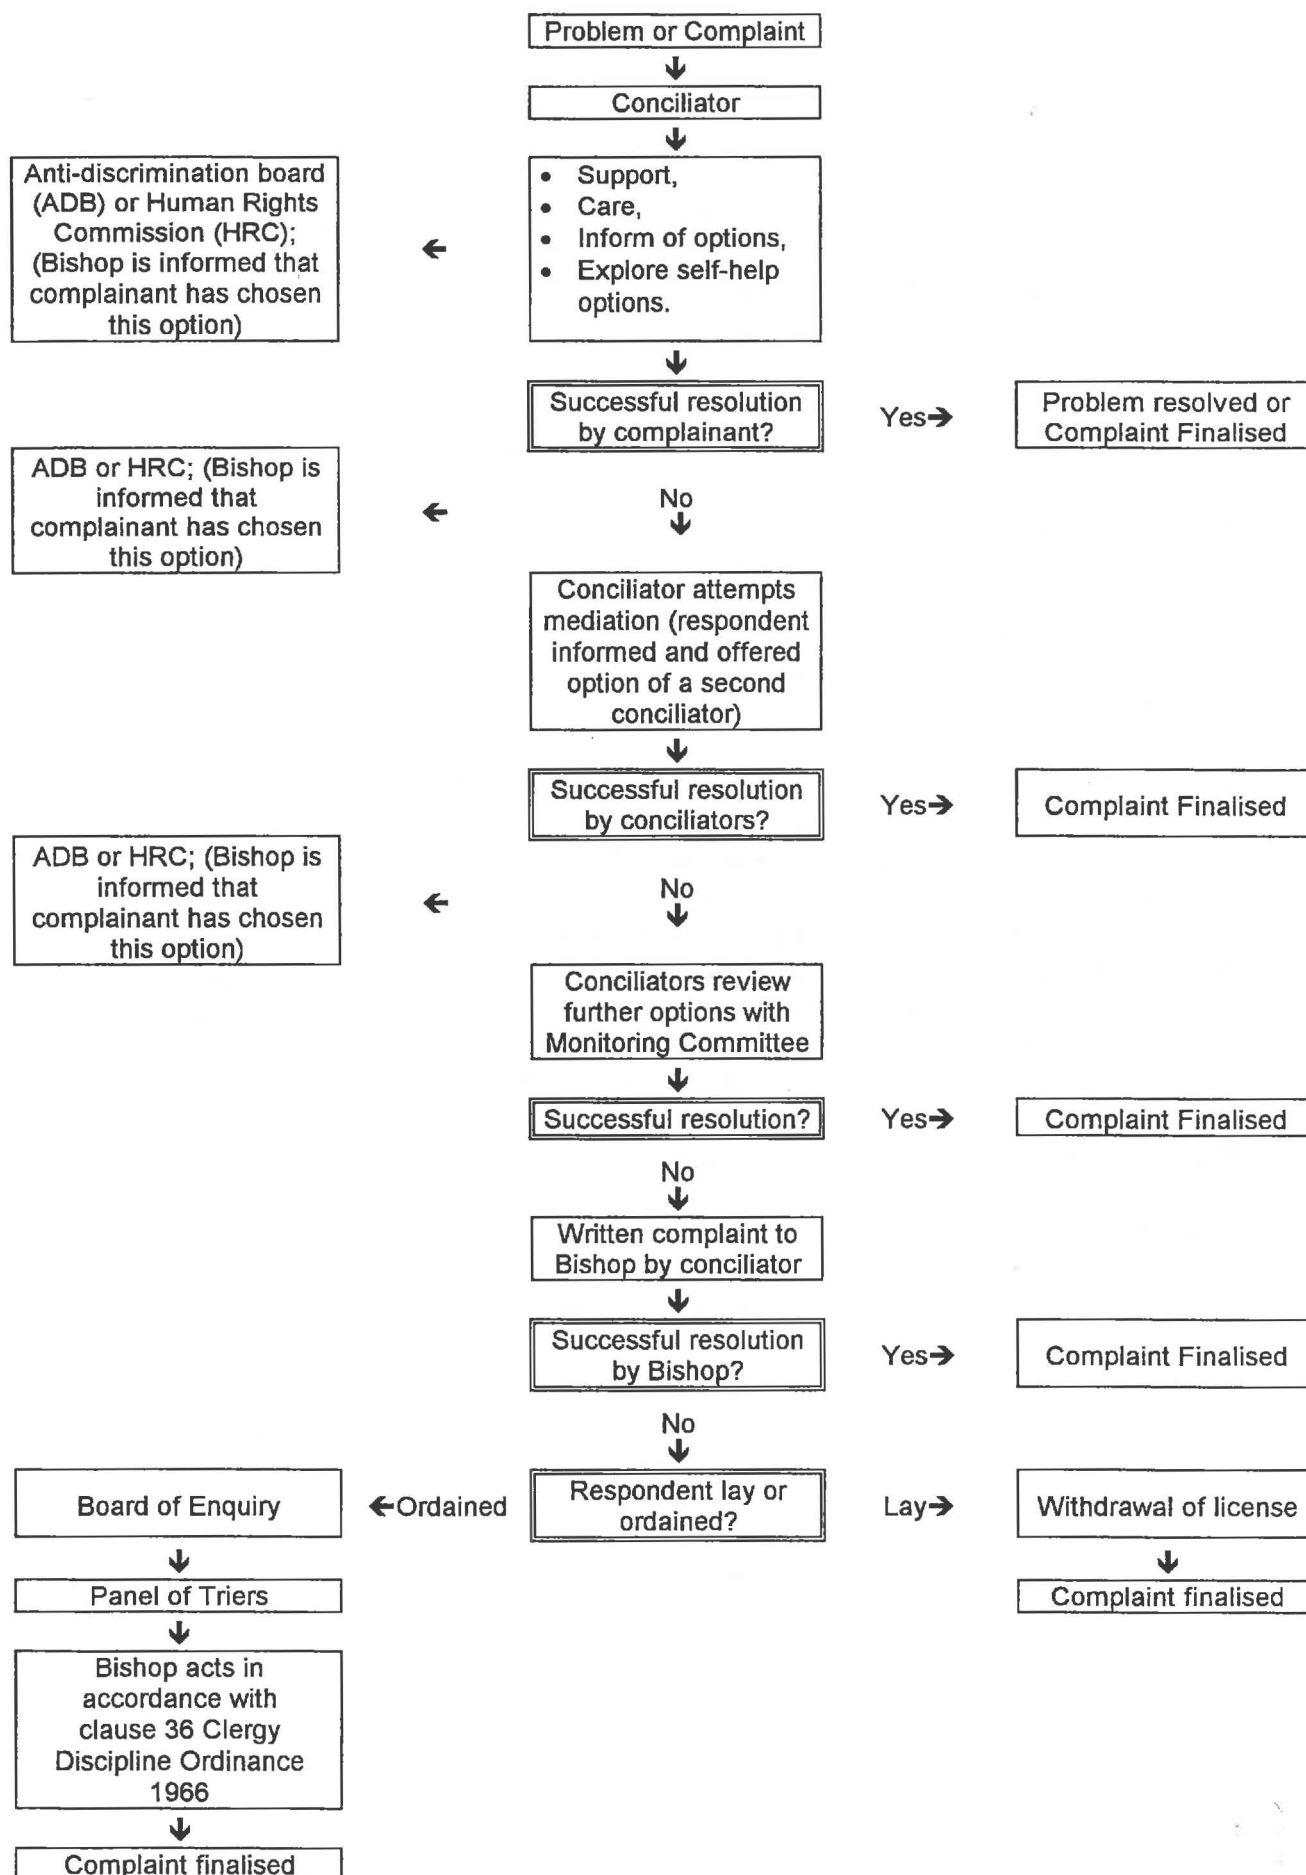 Problem or Complaint
Conciliator
Anti-discrimination board
(ADB) or Human Rights
Commission (HRC);
(Bishop is informed that
complainant has chosen
this option)
• Support,
• Care,
• Inform of options,
• Explore self-help
options.
Successful resolution
by complainant?
Yes→
Problem resolved or
Complaint Finalised
ADB or HRC; (Bishop is
informed that
complainant has chosen
this option)
No
Conciliator attempts
mediation (respondent
informed and offered
option of a second
conciliator)
Successful resolution
by conciliators?
Yes→
Complaint Finalised
ADB or HRC; (Bishop is
informed that
complainant has chosen
this option)
No
Conciliators review
further options with
Monitoring Committee
Successful resolution?
Yes→
Complaint Finalised
No
Written complaint to
Bishop by conciliator
Successful resolution
by Bishop?
Yes→
Complaint Finalised
No
Board of Enquiry
←Ordained
Respondent lay or
ordained?
Lay→
Withdrawal of license
Panel of Triers
Complaint finalised
Bishop acts in
accordance with
clause 36 Clergy
Discipline Ordinance
1966
Complaint finalised